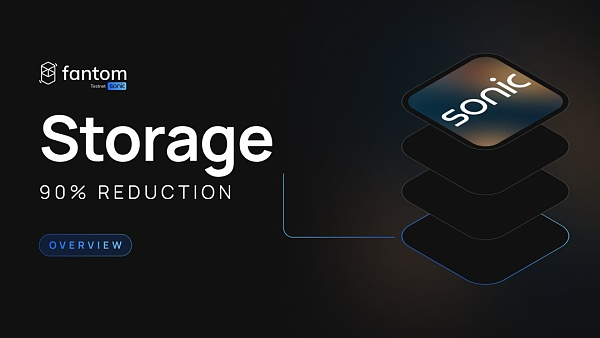 fantom
Testnet sonic
Storage
90% REDUCTION
OVERVIEW
sonic